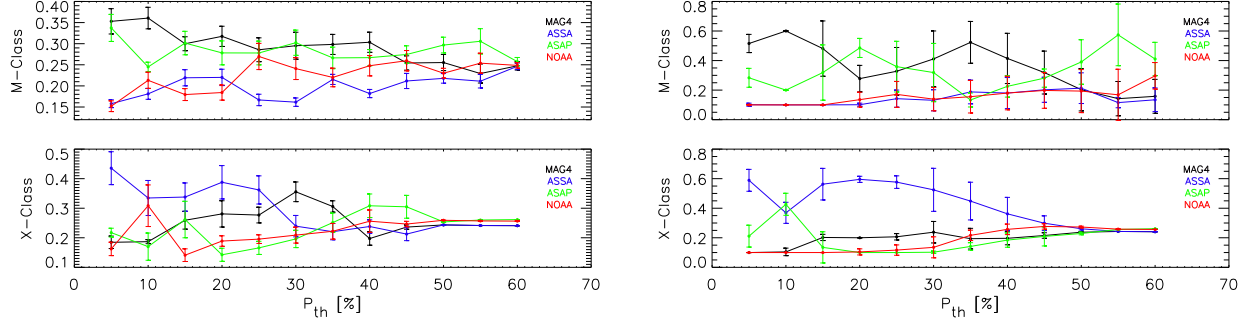 M-Class
0.40
0.35
0.30
0.25
0.20
0.15
MAG4
ASSA
ASAP
NOAA
X-Class
0.5
0.4
0.3
0.2
0.1
MAG4
ASSA
ASAP
NOAA
0 10 20 30 40 50 60 70
P_th [%]
M-Class
0.8
0.6
0.4
0.2
0.0
MAG4
ASSA
ASAP
NOAA
X-Class
0.8
0.6
0.4
0.2
0.0
MAG4
ASSA
ASAP
NOAA
0 10 20 30 40 50 60 70
P_th [%]